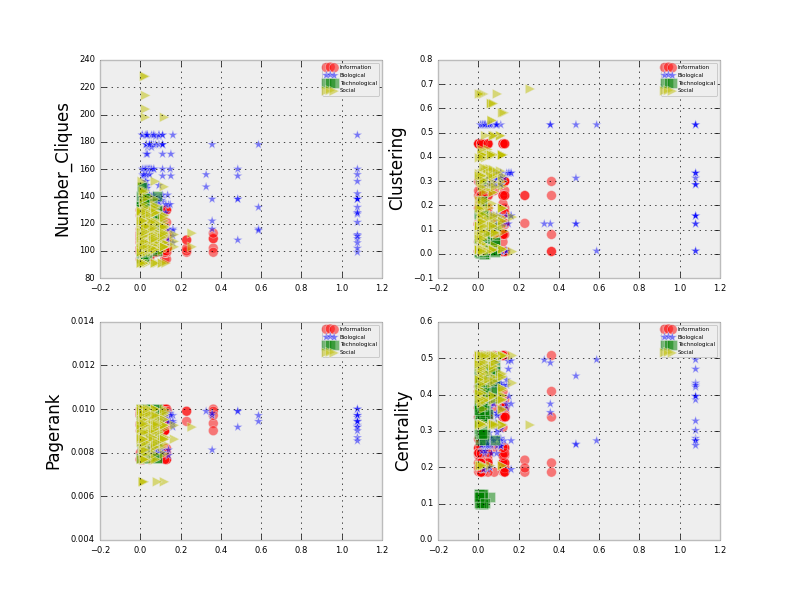 240
220
200
180
160
140
120
100
80
Number_Cliques
−0.2 0.0 0.2 0.4 0.6 0.8 1.0 1.2
Information
Biological
Technological
Social
0.8
0.7
0.6
0.5
0.4
0.3
0.2
0.1
0.0
−0.1
Clustering
−0.2 0.0 0.2 0.4 0.6 0.8 1.0 1.2
Information
Biological
Technological
Social
0.014
0.012
0.010
0.008
0.006
0.004
Pagerank
−0.2 0.0 0.2 0.4 0.6 0.8 1.0 1.2
Information
Biological
Technological
Social
0.6
0.5
0.4
0.3
0.2
0.1
0.0
Centrality
−0.2 0.0 0.2 0.4 0.6 0.8 1.0 1.2
Information
Biological
Technological
Social